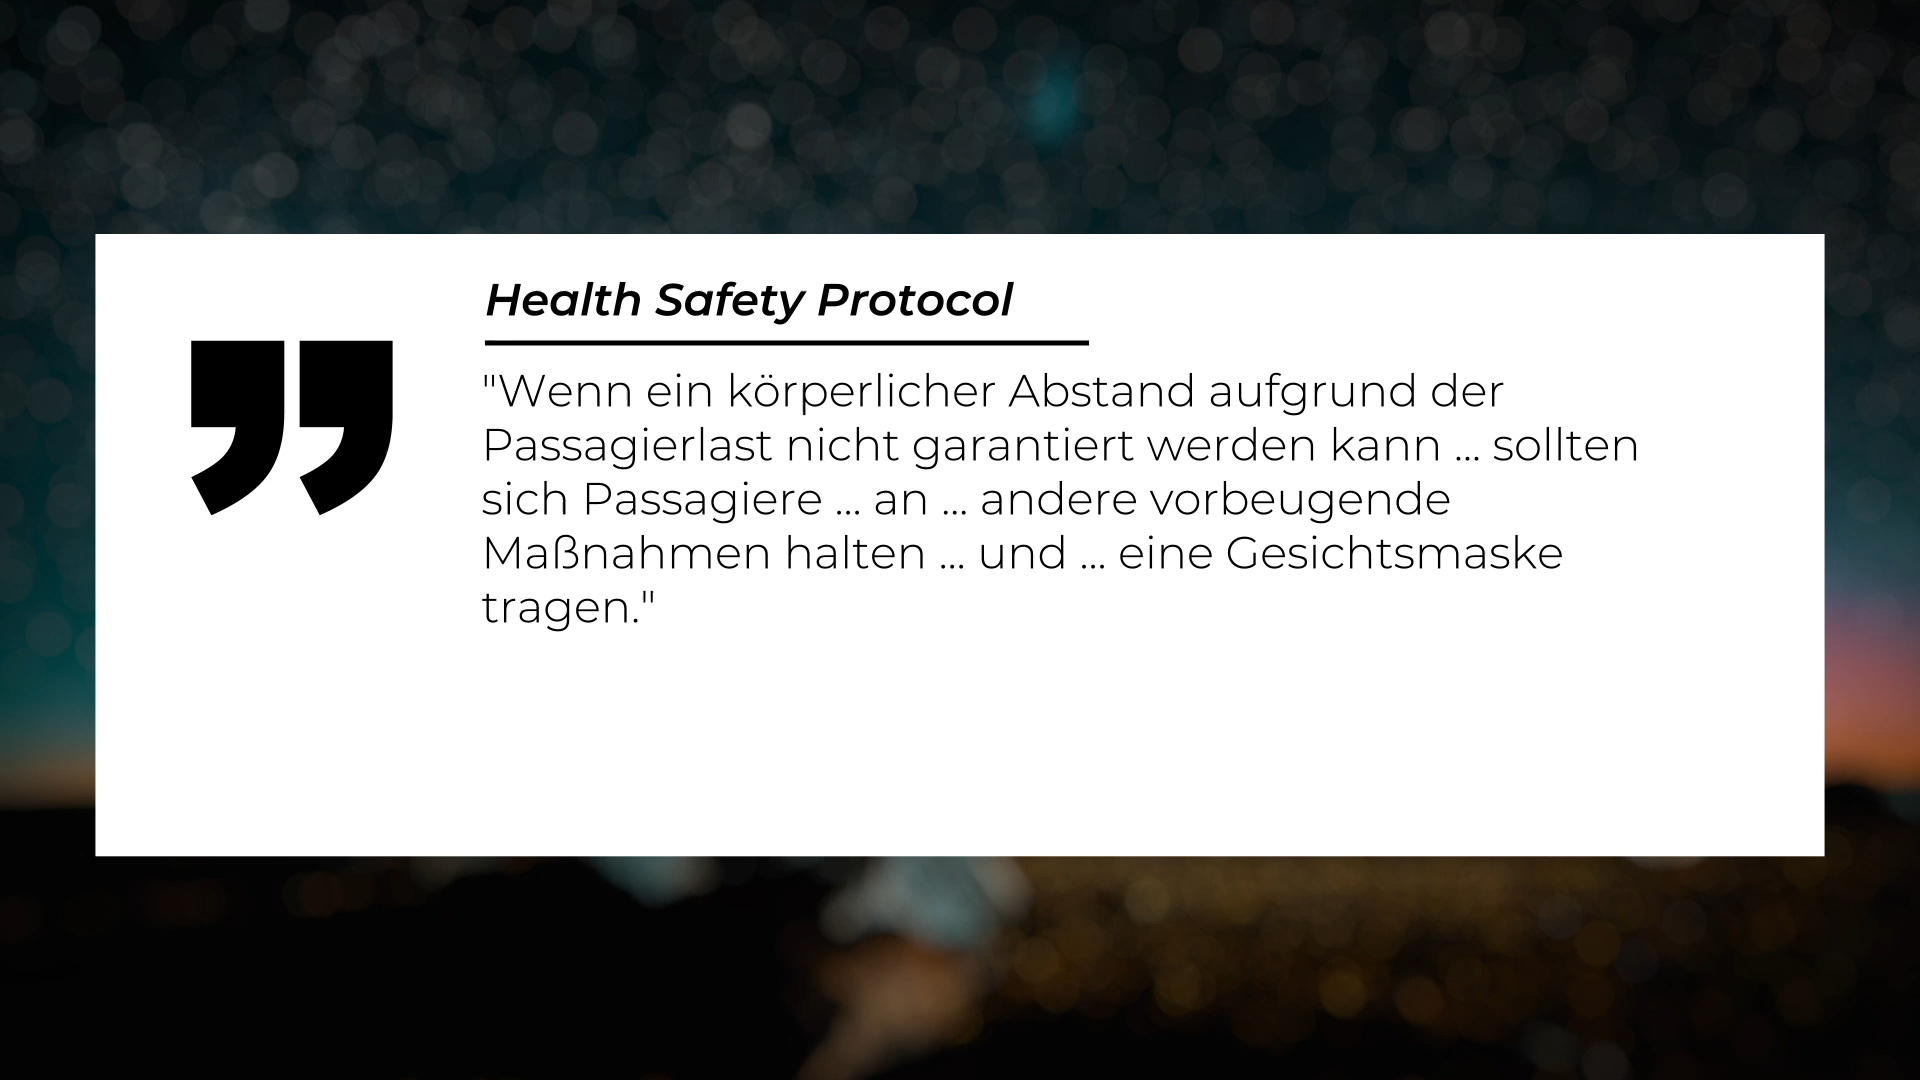 Health Safety Protocol
"Wenn ein körperlicher Abstand aufgrund der
Passagierlast nicht garantiert werden kann ... sollten
sich Passagiere ... an ... andere vorbeugende
Maßnahmen halten ... und ... eine Gesichtsmaske
tragen."